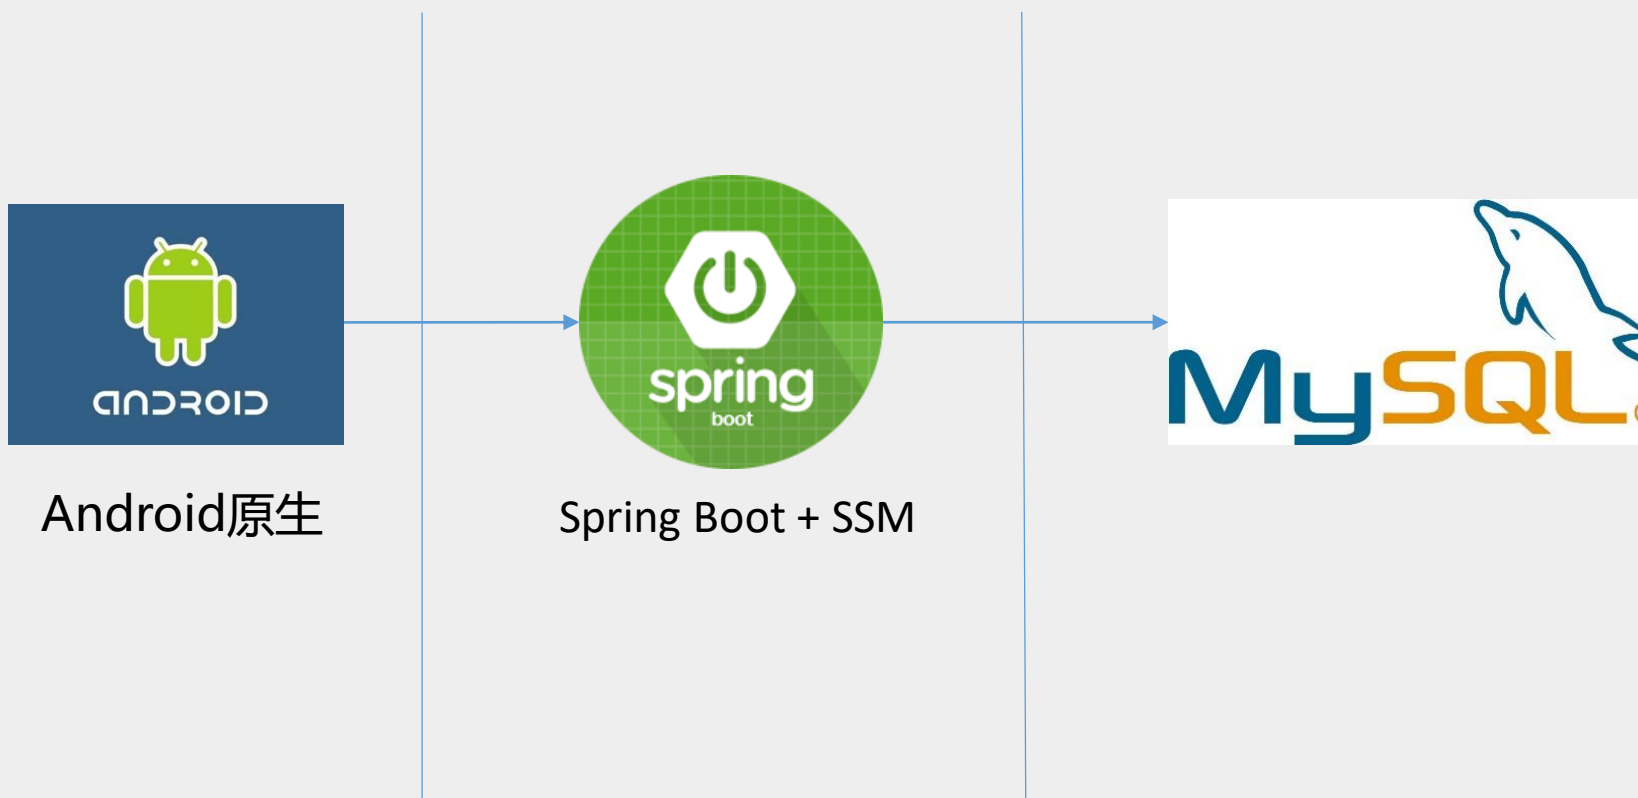 android
spring
boot
MySQL
Android原生
Spring Boot + SSM